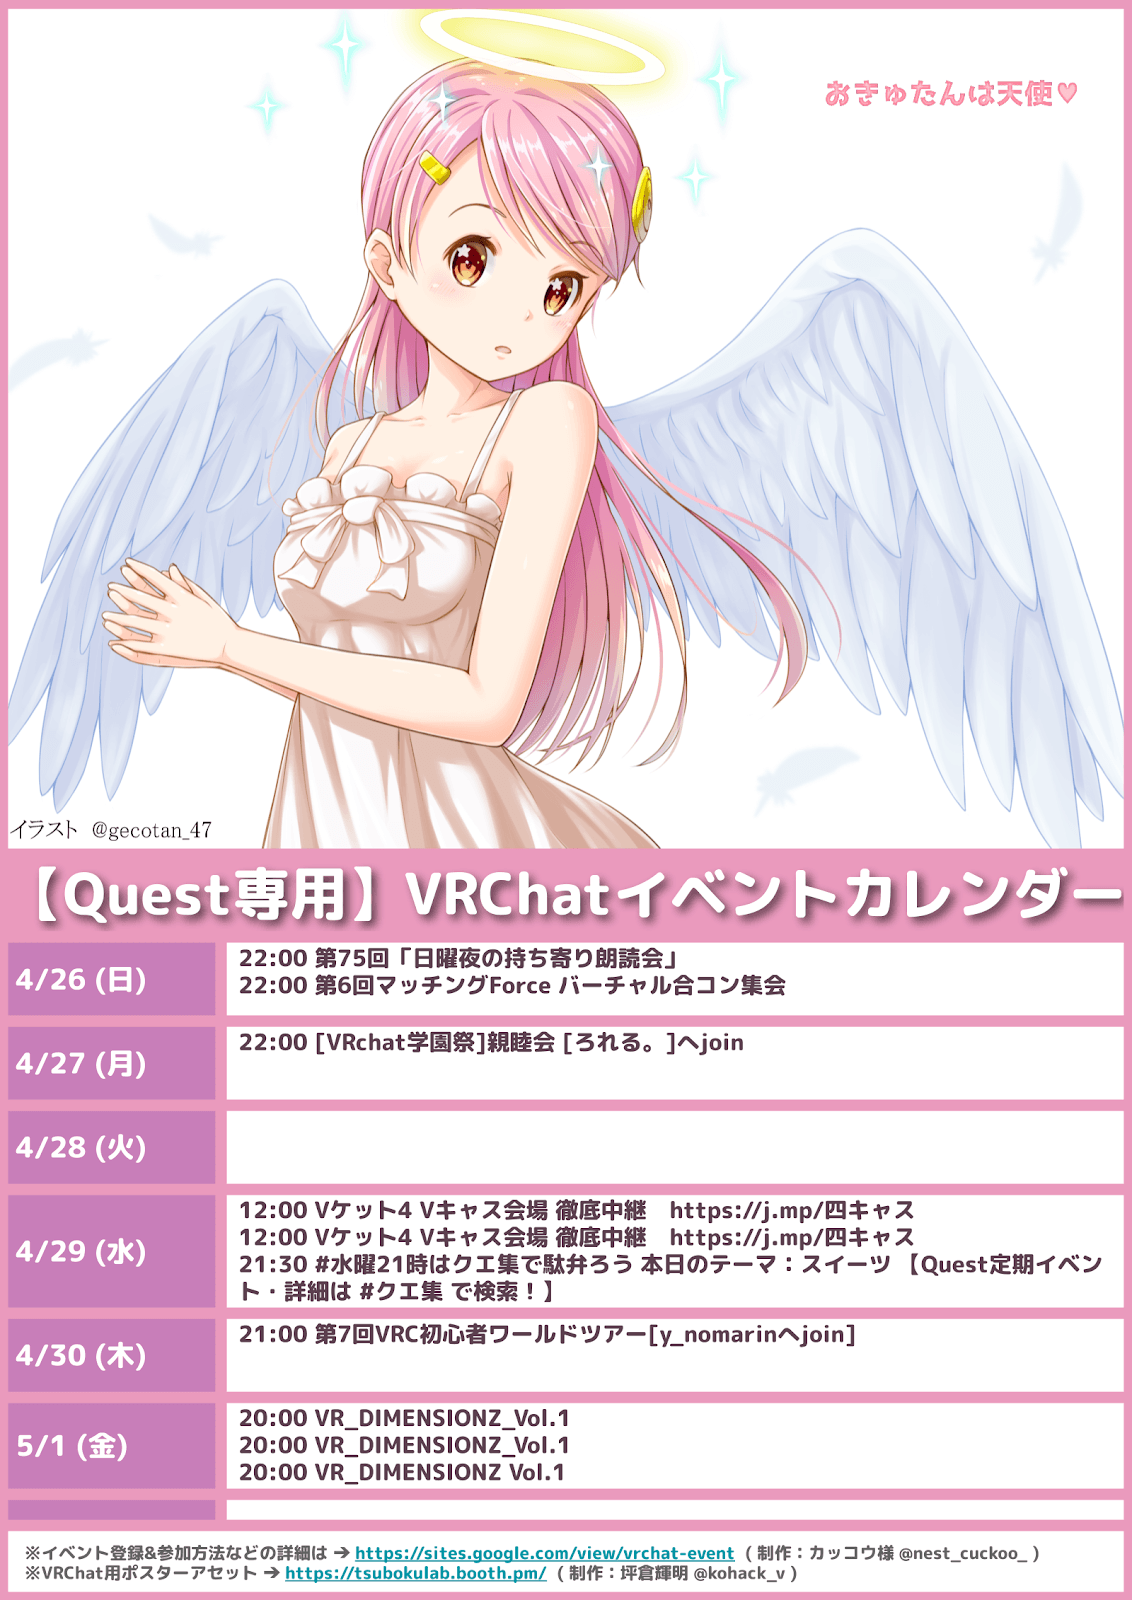 おきゅたんは天使♥
イラスト @gecotan_47
【Quest専用】VRChatイベントカレンダー
4/26 (日)
22:00 第75回「日曜夜の持ち寄り朗読会」
22:00 第6回マッチングForce バーチャル合コン集会
4/27 (月)
22:00 [VRchat学園祭]親睦会 [ろれる。]へjoin
4/28 (火)
4/29 (水)
12:00 Vケット4 Vキャス会場 徹底中継　https://j.mp/四キャス
12:00 Vケット4 Vキャス会場 徹底中継　https://j.mp/四キャス
21:30 #水曜21時はクエ集で駄弁ろう 本日のテーマ：スイーツ 【Quest定期イベン
ト・詳細は #クエ集 で検索！】
4/30 (木)
21:00 第7回VRC初心者ワールドツアー[y_nomarinへjoin]
5/1 (金)
20:00 VR_DIMENSIONZ_Vol.1
20:00 VR_DIMENSIONZ_Vol.1
20:00 VR_DIMENSIONZ Vol.1
※イベント登録&参加方法などの詳細は ➔ https://sites.google.com/view/vrchat-event （ 制作：カッコウ様 @nest_cuckoo_ ）
※VRChat用ポスターアセット ➔ https://tsubokulab.booth.pm/ （ 制作：坪倉輝明 @kohack_v ）